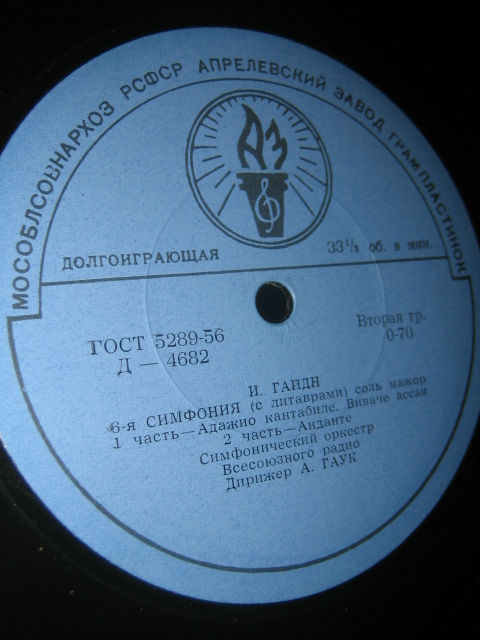 МОСОБЛСОВНАРХОЗ РСФСР АПРЕЛЕВСКИЙ ЗАВОД ГРАМПЛАСТИНОК
АЗ
ДОЛГОИГРАЮЩАЯ
33⅓ об. в мин.
ГОСТ 5289-56
Д — 4682
Вторая гр.
0-70
И. ГАЙДН
6-я СИМФОНИЯ (с литаврами) соль мажор
1 часть—Адажио кантабиле. Виваче ассаи
2 часть—Анданте
Симфонический оркестр
Всесоюзного радио
Дирижер А. ГАУК